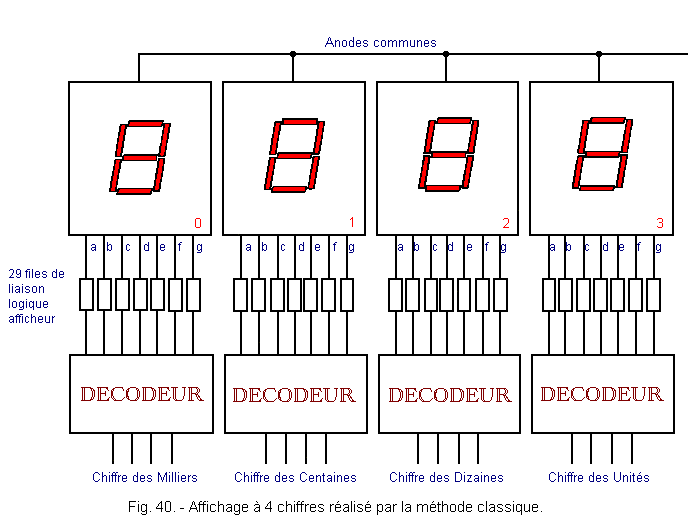 Anodes communes
0 1 2 3
a b c d e f g a b c d e f g a b c d e f g a b c d e f g
29 files de
liaison
logique
afficheur
DECODEUR DECODEUR DECODEUR DECODEUR
Chiffre des Milliers Chiffre des Centaines Chiffre des Dizaines Chiffre des Unités
Fig. 40. - Affichage à 4 chiffres réalisé par la méthode classique.